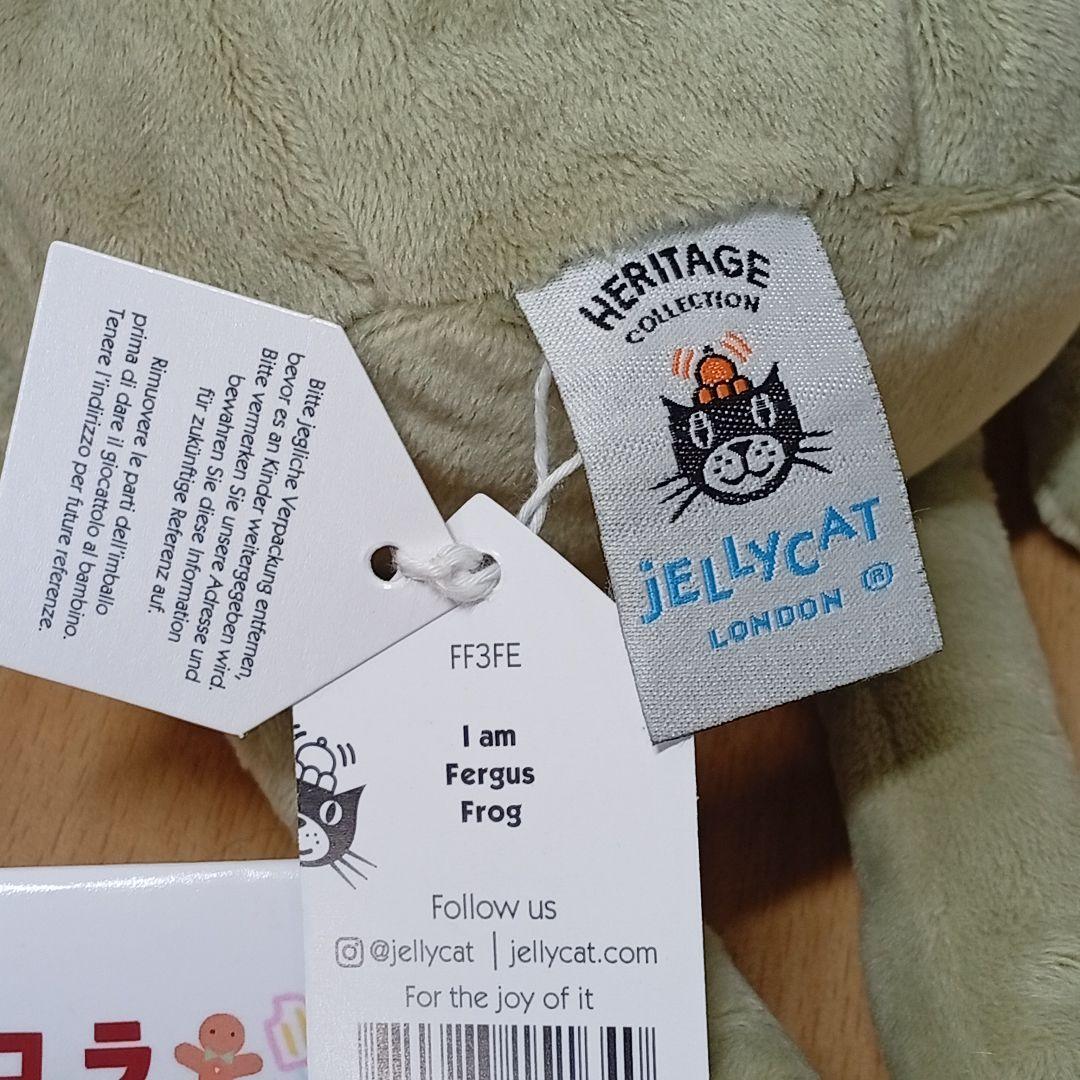 HERITAGE
COLLECTION
JELLYCAT
LONDON ®
Bitte jegliche Verpackung entfernen,
bevor es an Kinder weitergegeben wird.
Bitte vermerken Sie unsere Adresse und
bewahren Sie diese Information
für zukünftige Referenz auf.
Rimuovere le parti dell'imballo
prima di dare il giocattolo al bambino.
Tenere l'indirizzo per future referenze.
FF3FE
I am
Fergus
Frog
Follow us
@jellycat | jellycat.com
For the joy of it
コラ